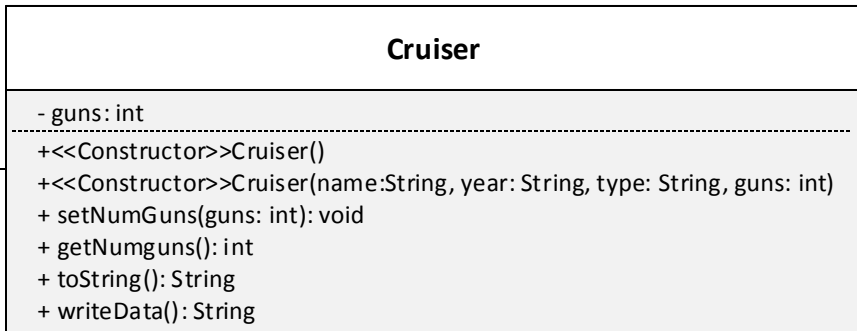 Cruiser
- guns: int
+<<Constructor>>Cruiser()
+<<Constructor>>Cruiser(name:String, year: String, type: String, guns: int)
+ setNumGuns(guns: int): void
+ getNumguns(): int
+ toString(): String
+ writeData(): String